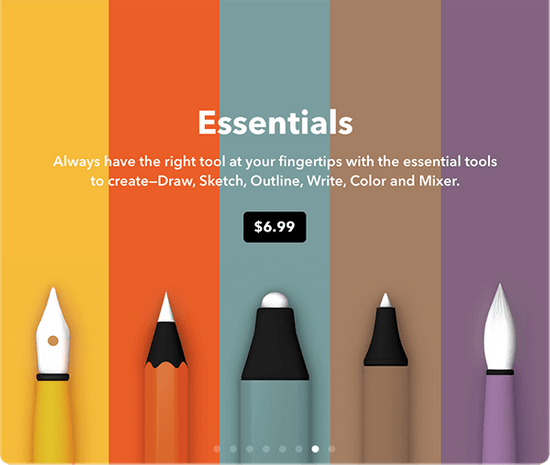 Essentials
Always have the right tool at your fingertips with the essential tools
to create—Draw, Sketch, Outline, Write, Color and Mixer.
$6.99